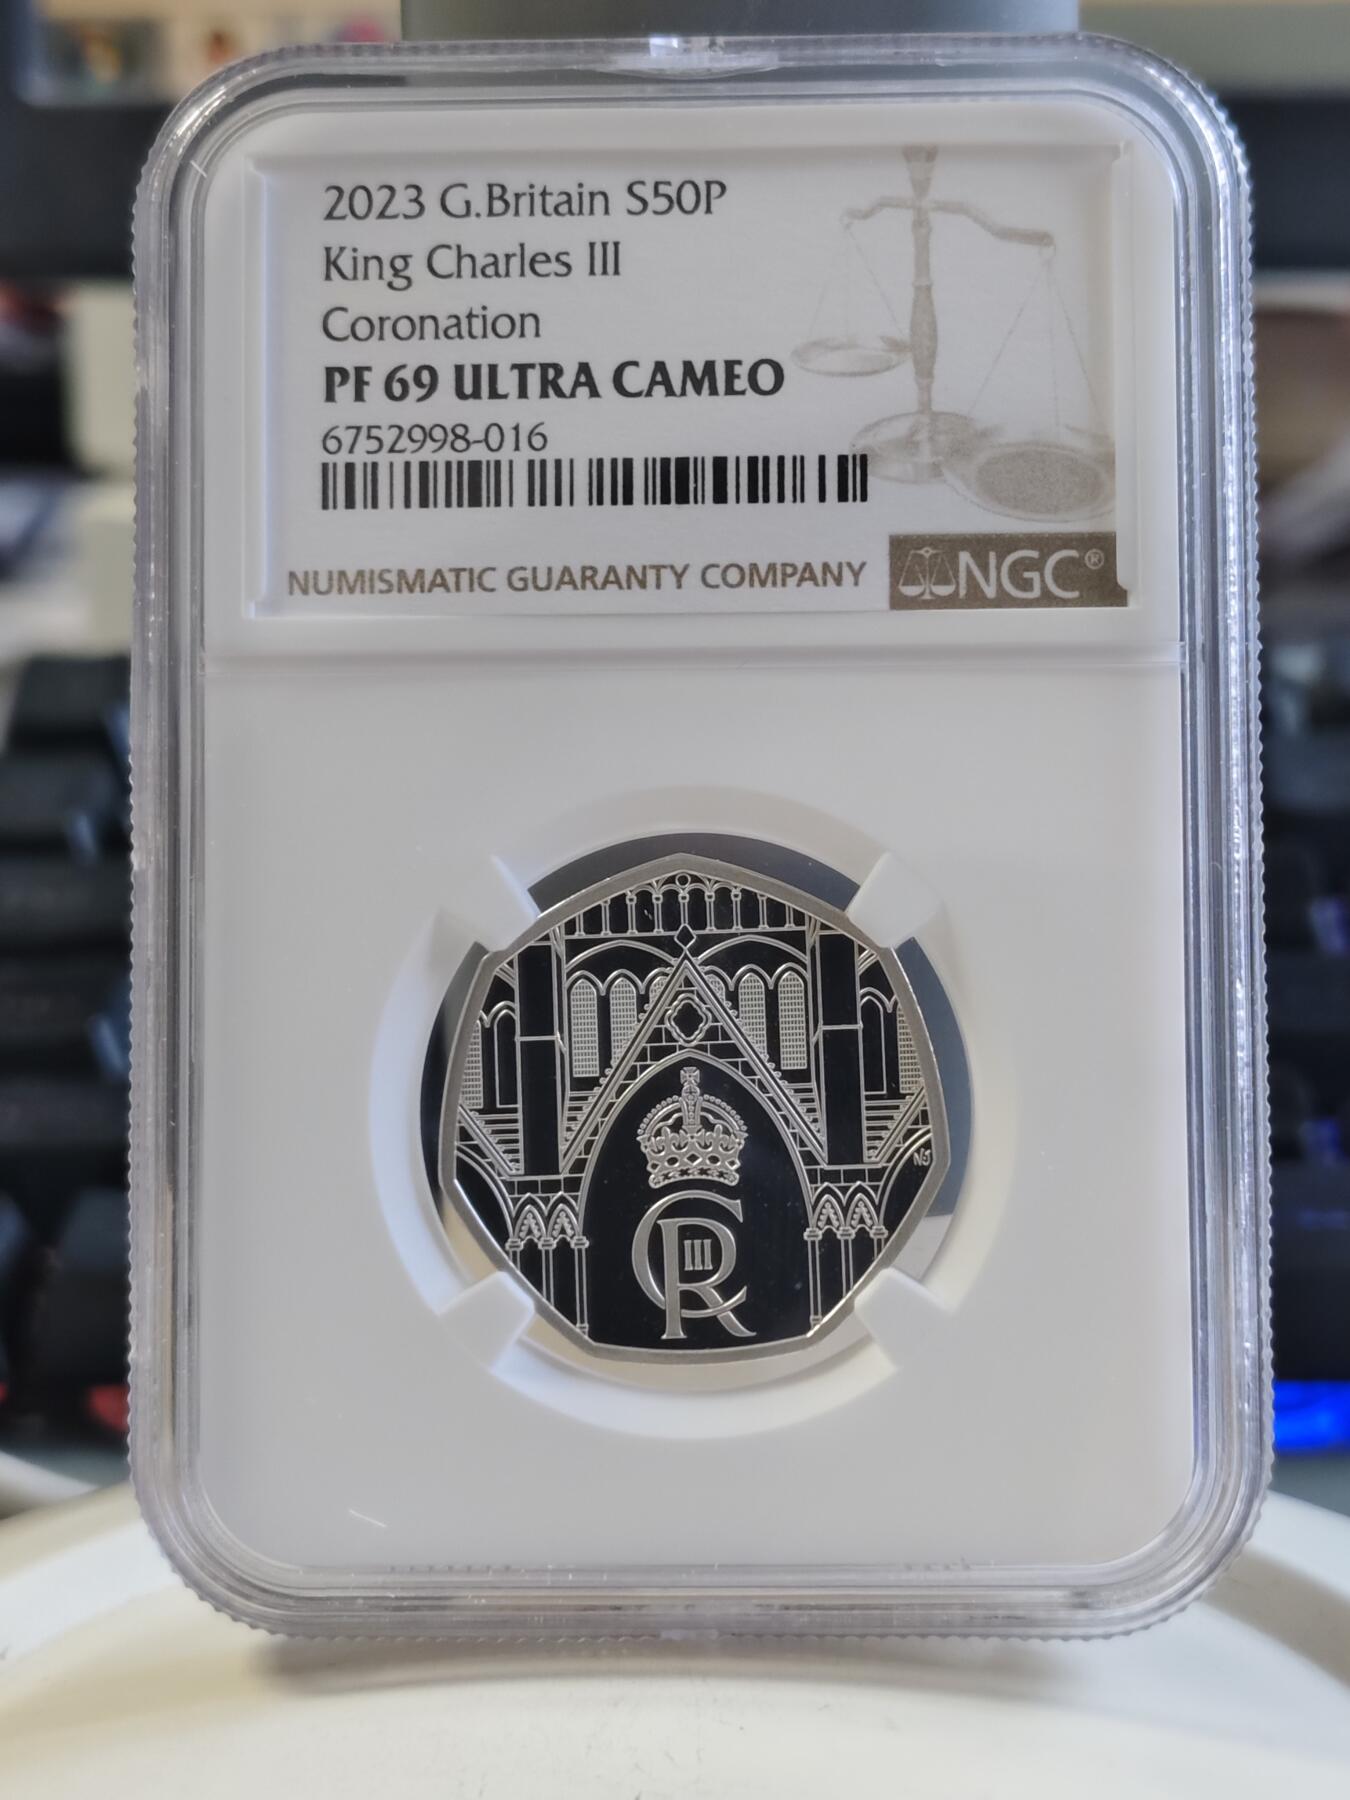 2023 G.Britain S50P
King Charles III
Coronation
PF 69 ULTRA CAMEO
6752998-016
NUMISMATIC GUARANTY COMPANY
NGC®
NJ
CR
III